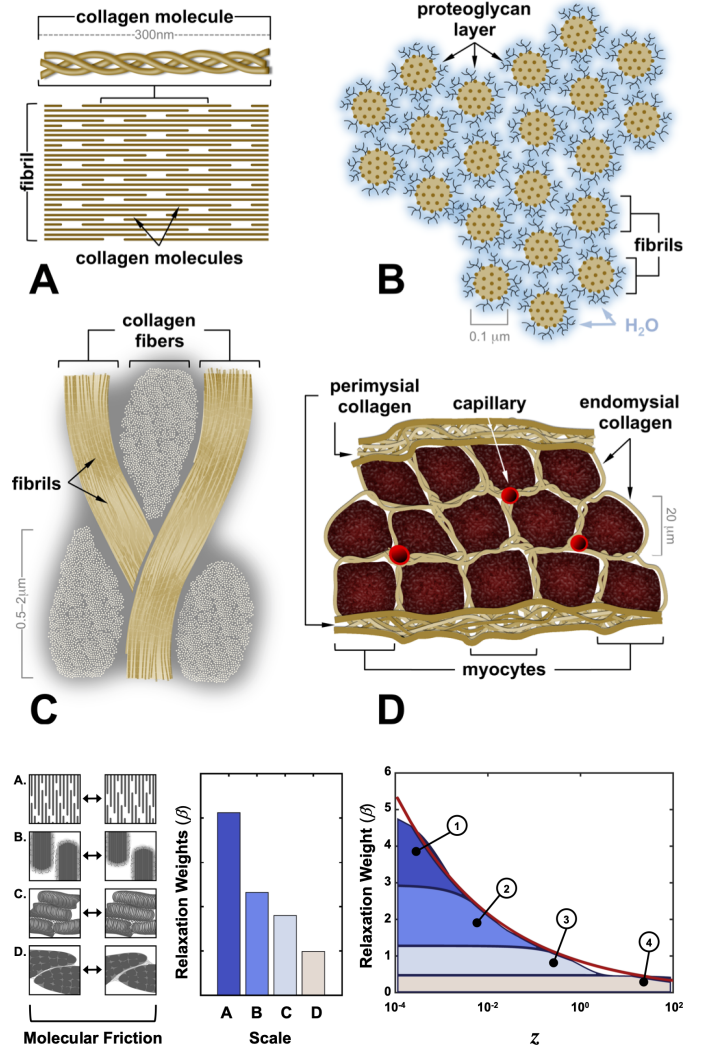 collagen molecule
300nm
fibril
collagen molecules
A
proteoglycan
layer
fibrils
0.1 μm
H₂O
B
collagen
fibers
fibrils
0.5–2μm
C
perimysial
collagen
capillary
endomysial
collagen
20 μm
myocytes
D
A.
B.
C.
D.
Molecular Friction
Relaxation Weights (β)
A B C D
Scale
Relaxation Weight (β)
6
5
4
3
2
1
0
1
2
3
4
10⁻⁴ 10⁻² 10⁰ 10²
z